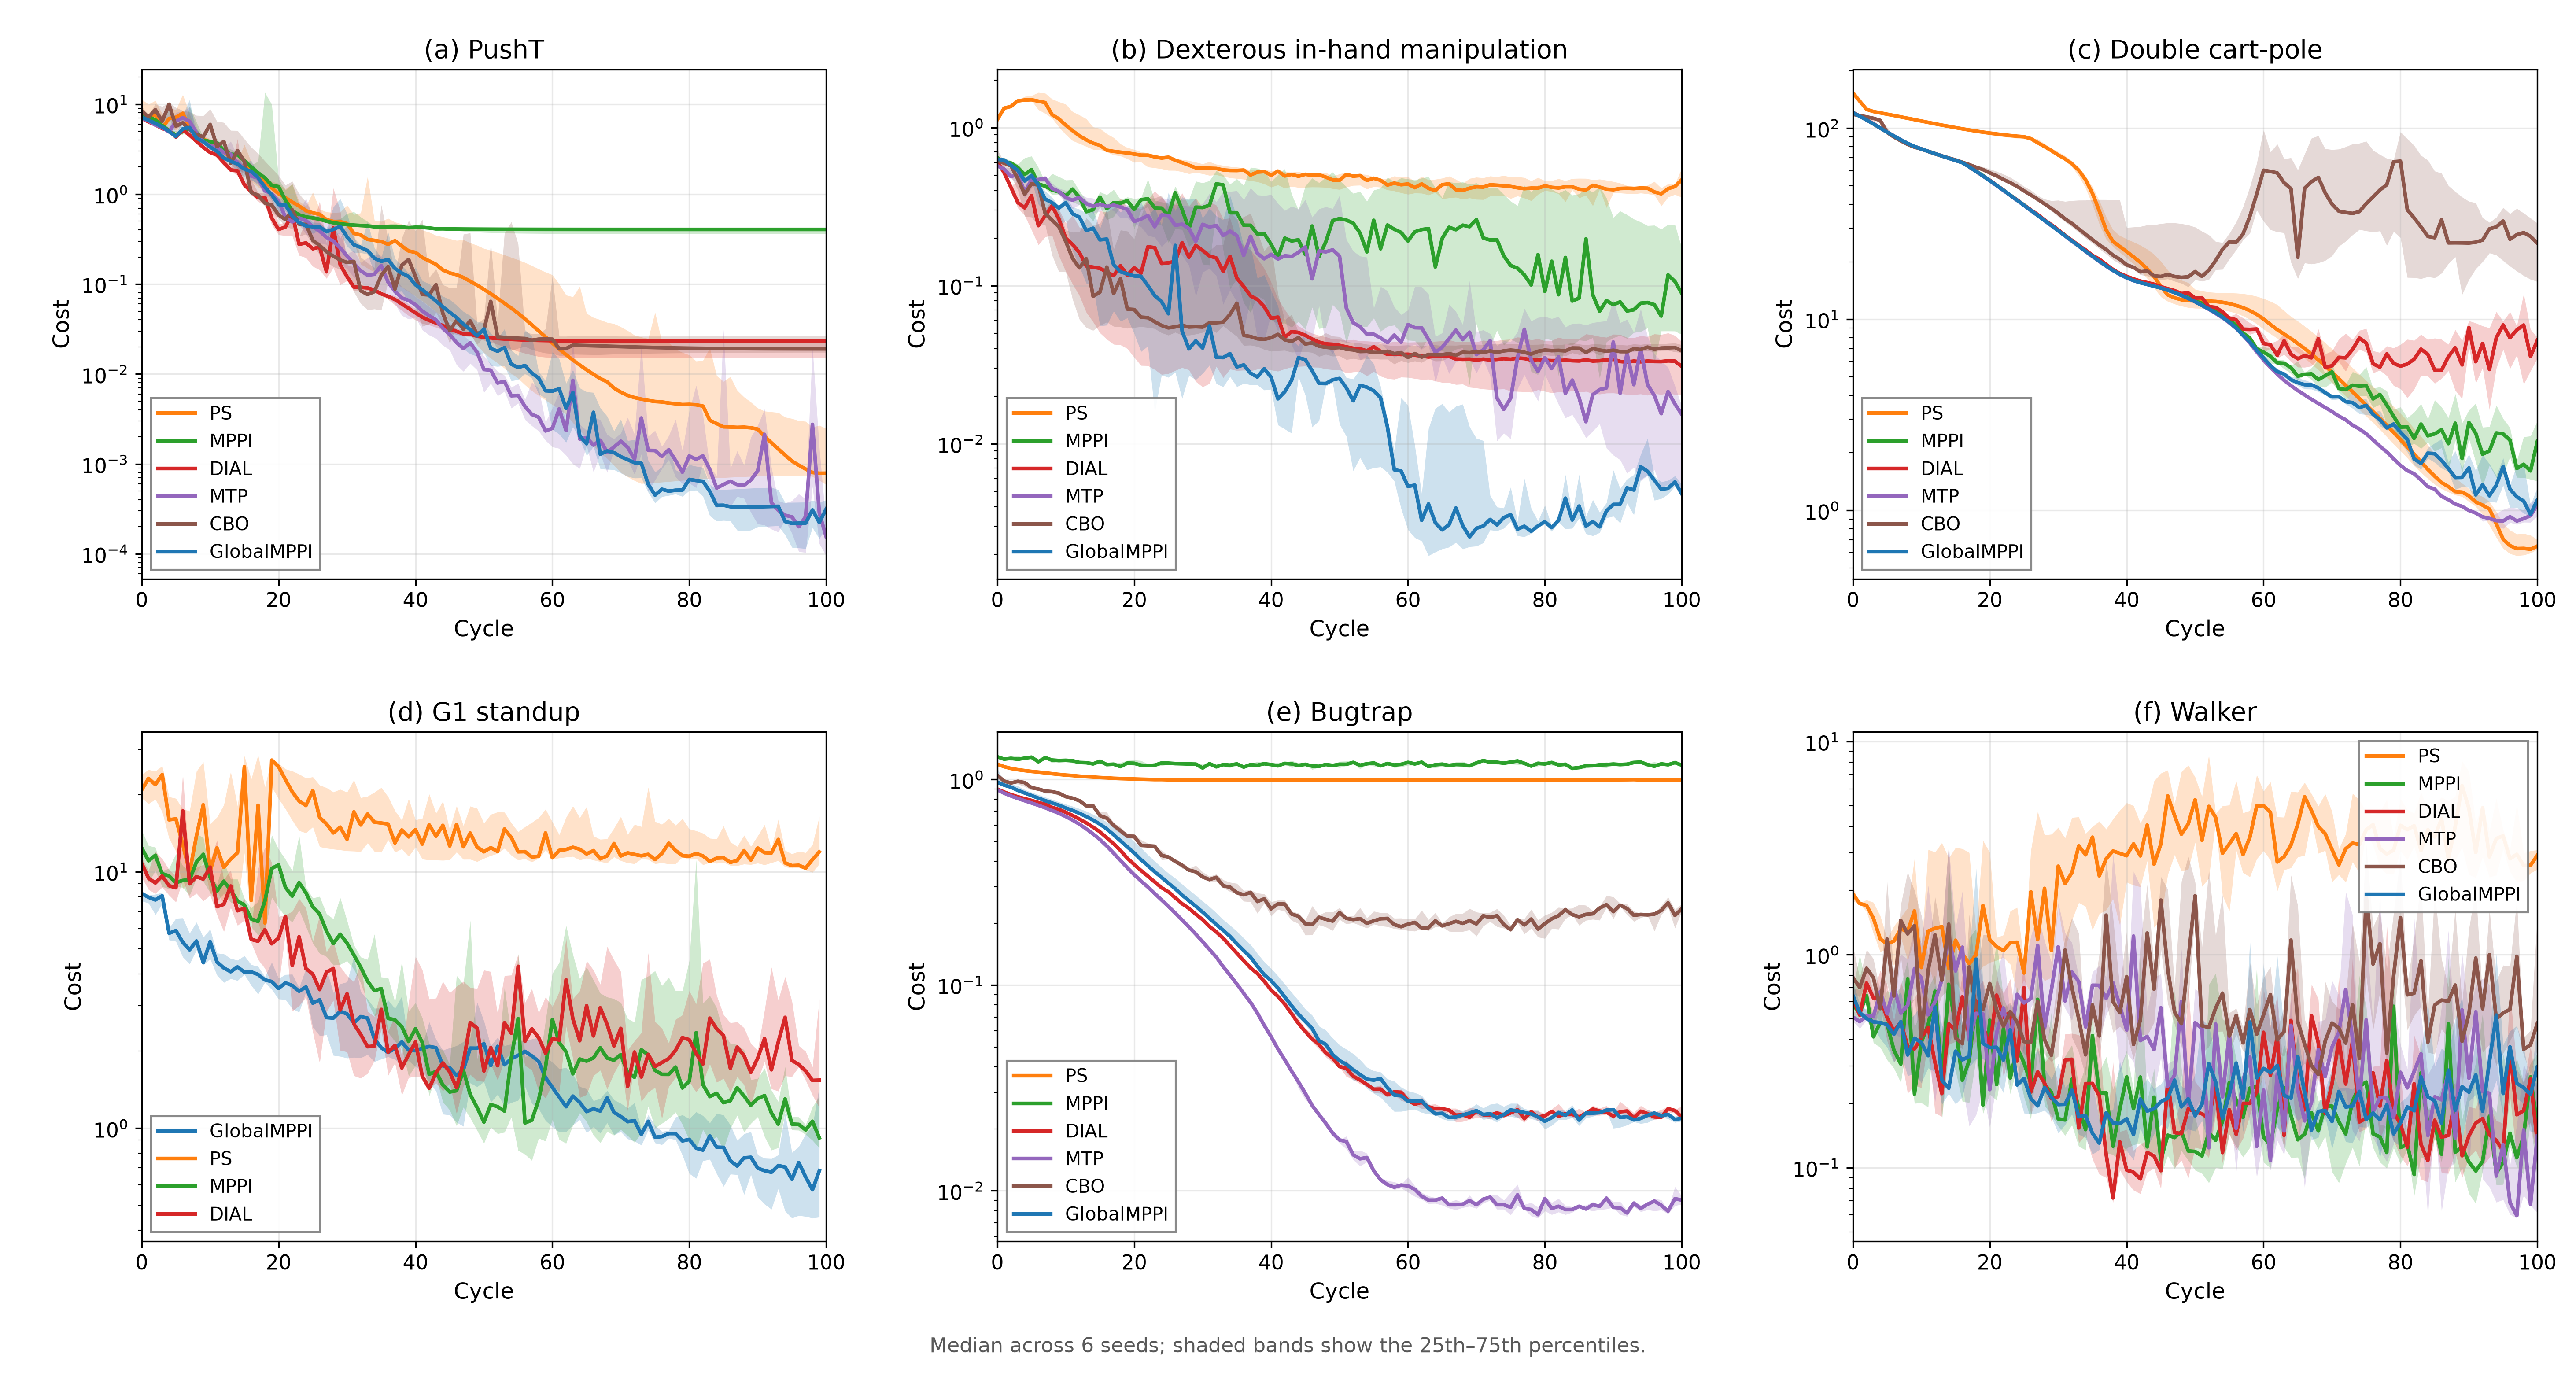 (a) PushT
Cost
10^1
10^0
10^−1
10^−2
10^−3
10^−4
PS
MPPI
DIAL
MTP
CBO
GlobalMPPI
0 20 40 60 80 100
Cycle
(b) Dexterous in-hand manipulation
Cost
10^0
10^−1
10^−2
PS
MPPI
DIAL
MTP
CBO
GlobalMPPI
0 20 40 60 80 100
Cycle
(c) Double cart-pole
Cost
10^2
10^1
10^0
PS
MPPI
DIAL
MTP
CBO
GlobalMPPI
0 20 40 60 80 100
Cycle
(d) G1 standup
Cost
10^1
10^0
GlobalMPPI
PS
MPPI
DIAL
0 20 40 60 80 100
Cycle
(e) Bugtrap
Cost
10^0
10^−1
10^−2
PS
MPPI
DIAL
MTP
CBO
GlobalMPPI
0 20 40 60 80 100
Cycle
(f) Walker
Cost
10^1
10^0
10^−1
PS
MPPI
DIAL
MTP
CBO
GlobalMPPI
0 20 40 60 80 100
Cycle
Median across 6 seeds; shaded bands show the 25th–75th percentiles.